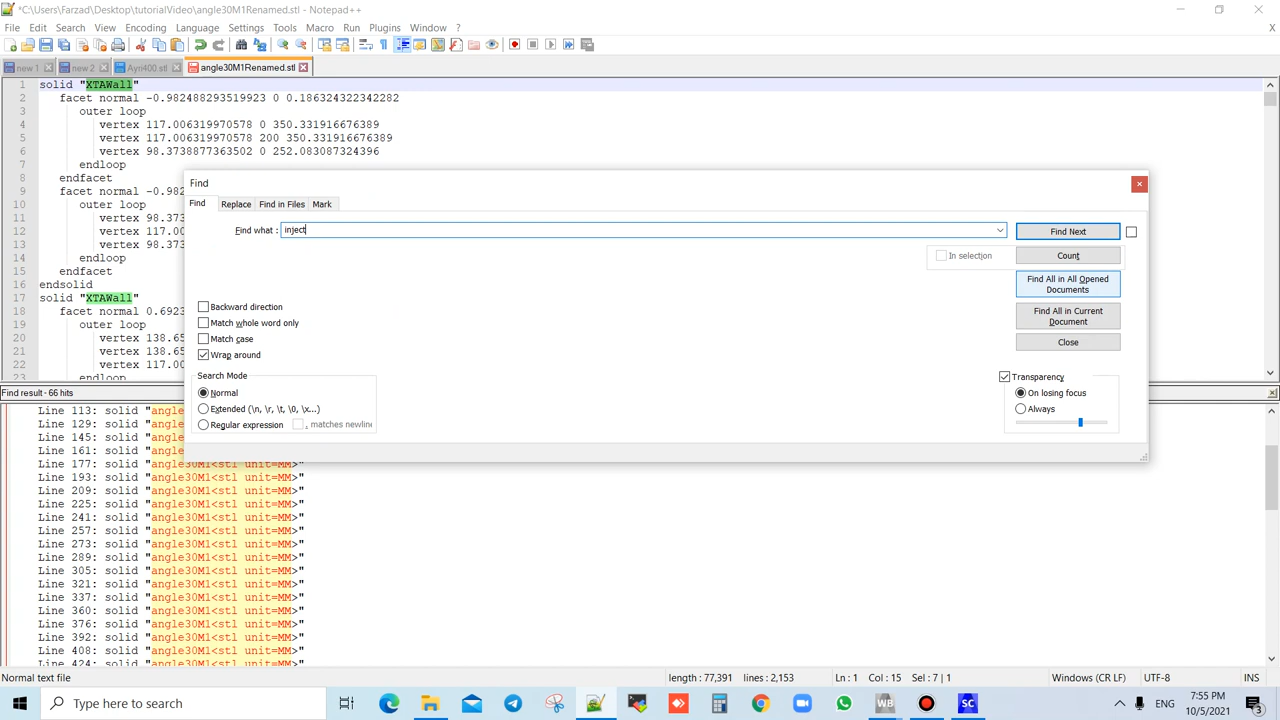 *C:\Users\Farzad\Desktop\tutorialVideo\angle30M1Renamed.stl - Notepad++
File Edit Search View Encoding Language Settings Tools Macro Run Plugins Window ? X
new 1 new 2 Ayri400.stl angle30M1Renamed.stl
1 solid "XTAWall"
2 facet normal -0.982488293519923 0 0.186324322342282
3 outer loop
4 vertex 117.006319970578 0 350.331916676389
5 vertex 117.006319970578 200 350.331916676389
6 vertex 98.3738877363502 0 252.083087324396
7 endloop
8 endfacet
9 facet normal -0.98
10 outer loop
11 vertex 98.373
12 vertex 117.00
13 vertex 98.373
14 endloop
15 endfacet
16 endsolid
17 solid "XTAWall"
18 facet normal 0.6923
19 outer loop
20 vertex 138.65
21 vertex 138.65
22 vertex 117.00
23 endloop
Find
Find Replace Find in Files Mark
Find what : inject
Find Next
In selection
Count
Find All in All Opened Documents
Find All in Current Document
Close
Backward direction
Match whole word only
Match case
Wrap around
Search Mode
Normal
Extended (\n, \r, \t, \0, \x...)
Regular expression . matches newline
Transparency
On losing focus
Always
Find result - 66 hits
Line 113: solid "angle
Line 129: solid "angle
Line 145: solid "angle
Line 161: solid "angle
Line 177: solid "angle30M1<stl unit=MM>"
Line 193: solid "angle30M1<stl unit=MM>"
Line 209: solid "angle30M1<stl unit=MM>"
Line 225: solid "angle30M1<stl unit=MM>"
Line 241: solid "angle30M1<stl unit=MM>"
Line 257: solid "angle30M1<stl unit=MM>"
Line 273: solid "angle30M1<stl unit=MM>"
Line 289: solid "angle30M1<stl unit=MM>"
Line 305: solid "angle30M1<stl unit=MM>"
Line 321: solid "angle30M1<stl unit=MM>"
Line 337: solid "angle30M1<stl unit=MM>"
Line 360: solid "angle30M1<stl unit=MM>"
Line 376: solid "angle30M1<stl unit=MM>"
Line 392: solid "angle30M1<stl unit=MM>"
Line 408: solid "angle30M1<stl unit=MM>"
Line 424: solid "angle30M1<stl unit=MM>"
Normal text file length : 77,391 lines : 2,153 Ln : 1 Col : 15 Sel : 7 | 1 Windows (CR LF) UTF-8 INS
Type here to search
WB
SC
ENG
7:55 PM
10/5/2021
3